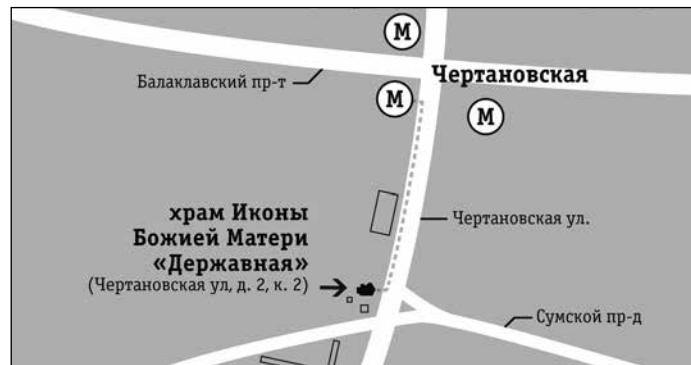 М
Чертановская
Балаклавский пр-т
М
М
храм Иконы
Божией Матери
«Державная»
(Чертановская ул, д. 2, к. 2)
Чертановская ул.
Сумской пр-д